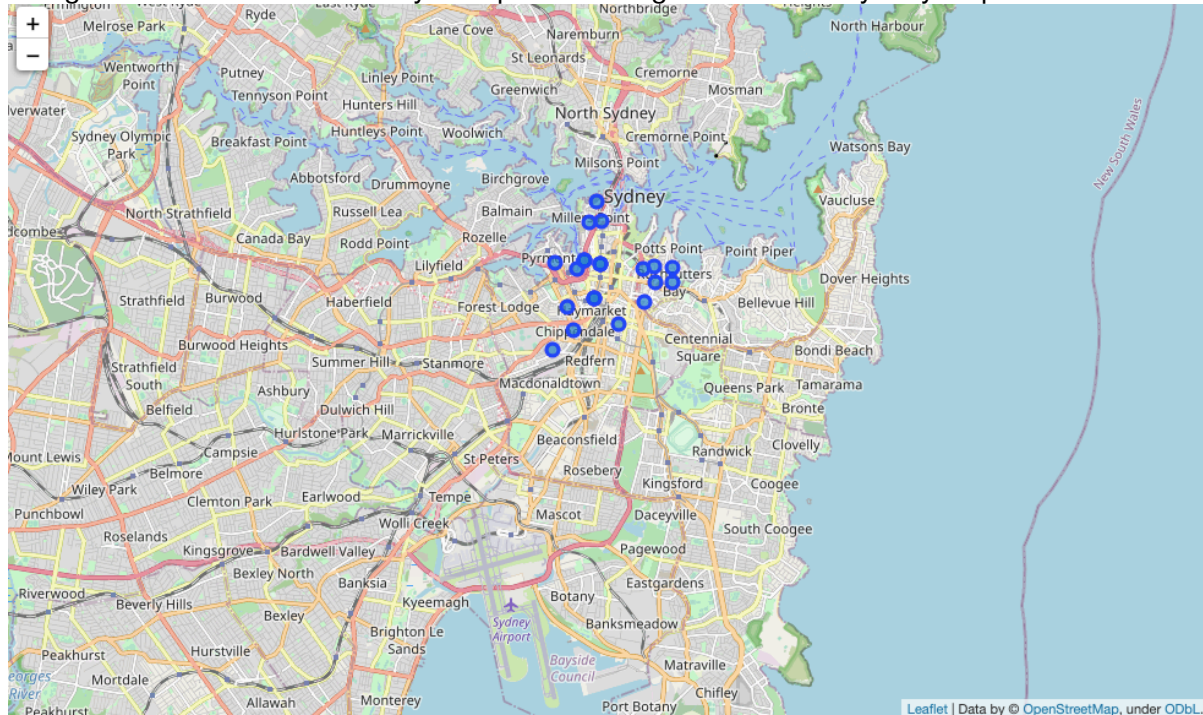 +
−
Melrose Park
Ryde
Lane Cove
Northbridge
Naremburn
Heights
North Harbour
St Leonards
Wentworth
Point
Putney
Linley Point
Cremorne
Tennyson Point
Greenwich
Mosman
Hunters Hill
North Sydney
Sydney Olympic
Park
Huntleys Point
Woolwich
Cremorne Point
Breakfast Point
Milsons Point
Watsons Bay
Abbotsford
Drummoyne
Birchgrove
Sydney
Vaucluse
North Strathfield
Russell Lea
Balmain
Canada Bay
Rodd Point
Rozelle
Potts Point
Point Piper
Lilyfield
Dover Heights
Strathfield
Burwood
Haberfield
Forest Lodge
Bay
Bellevue Hill
Haymarket
Burwood Heights
Chippendale
Centennial
Square
Bondi Beach
Strathfield
South
Summer Hill
Stanmore
Redfern
Ashbury
Macdonaldtown
Queens Park
Tamarama
Belfield
Dulwich Hill
Bronte
Hurlstone Park
Marrickville
Beaconsfield
Clovelly
Mount Lewis
Campsie
St Peters
Randwick
Belmore
Rosebery
Wiley Park
Clemton Park
Earlwood
Tempe
Kingsford
Coogee
Punchbowl
Mascot
Daceyville
Roselands
Wolli Creek
South Coogee
Kingsgrove
Bardwell Valley
Pagewood
Bexley North
Banksia
Eastgardens
Riverwood
Beverly Hills
Kyeemagh
Botany
Bexley
Sydney
Airport
Banksmeadow
Brighton Le
Sands
Peakhurst
Hurstville
Bayside
Council
Matraville
Mortdale
Georges
River
Chifley
Peakhurst
Allawah
Monterey
Port Botany
New South Wales
Leaflet | Data by © OpenStreetMap, under ODbL.